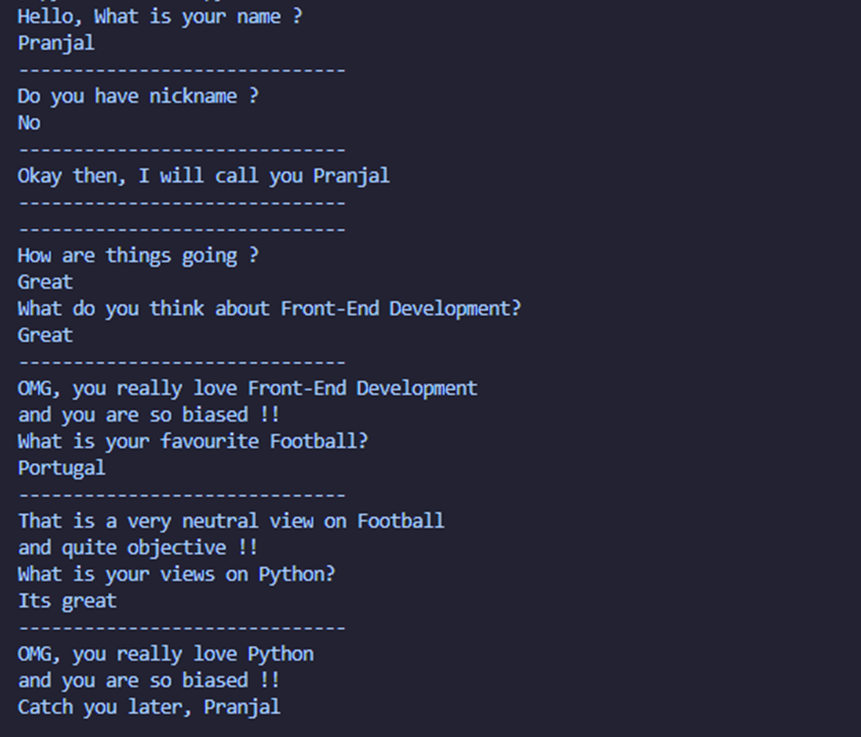 Hello, What is your name ?
Pranjal
------------------------------
Do you have nickname ?
No
------------------------------
Okay then, I will call you Pranjal
------------------------------
------------------------------
How are things going ?
Great
What do you think about Front-End Development?
Great
------------------------------
OMG, you really love Front-End Development
and you are so biased !!
What is your favourite Football?
Portugal
------------------------------
That is a very neutral view on Football
and quite objective !!
What is your views on Python?
Its great
------------------------------
OMG, you really love Python
and you are so biased !!
Catch you later, Pranjal